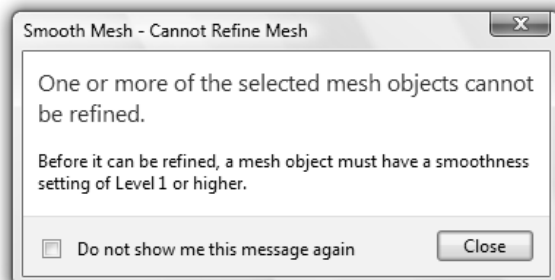 Smooth Mesh - Cannot Refine Mesh
One or more of the selected mesh objects cannot
be refined.
Before it can be refined, a mesh object must have a smoothness
setting of Level 1 or higher.
Do not show me this message again
Close